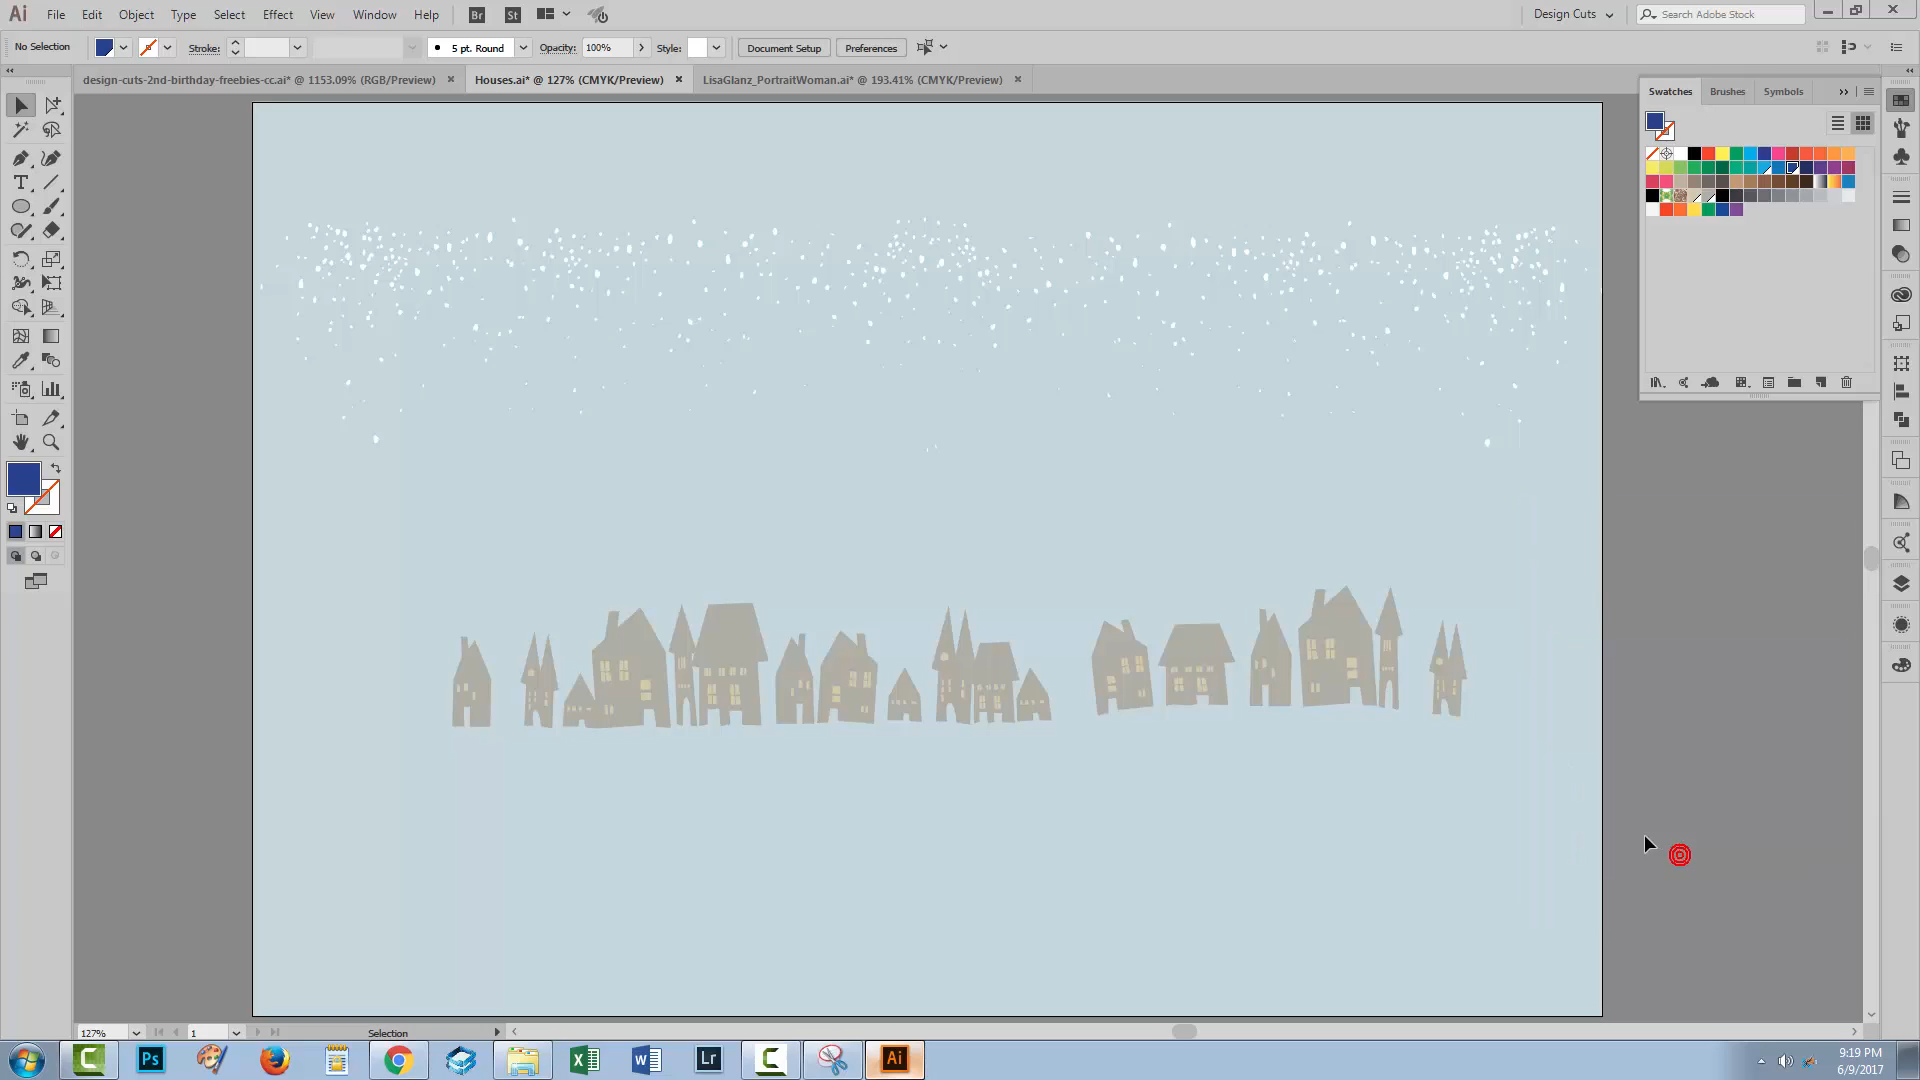 Ai File Edit Object Type Select Effect View Window Help Br St Design Cuts Search Adobe Stock
No Selection Stroke: 5 pt. Round Opacity: 100% Style: Document Setup Preferences
design-cuts-2nd-birthday-freebies-cc.ai* @ 1153.09% (RGB/Preview) Houses.ai* @ 127% (CMYK/Preview) LisaGlanz_PortraitWoman.ai* @ 193.41% (CMYK/Preview)
Swatches Brushes Symbols
T
127% 1 Selection
Ps Lr Ai
9:19 PM
6/9/2017